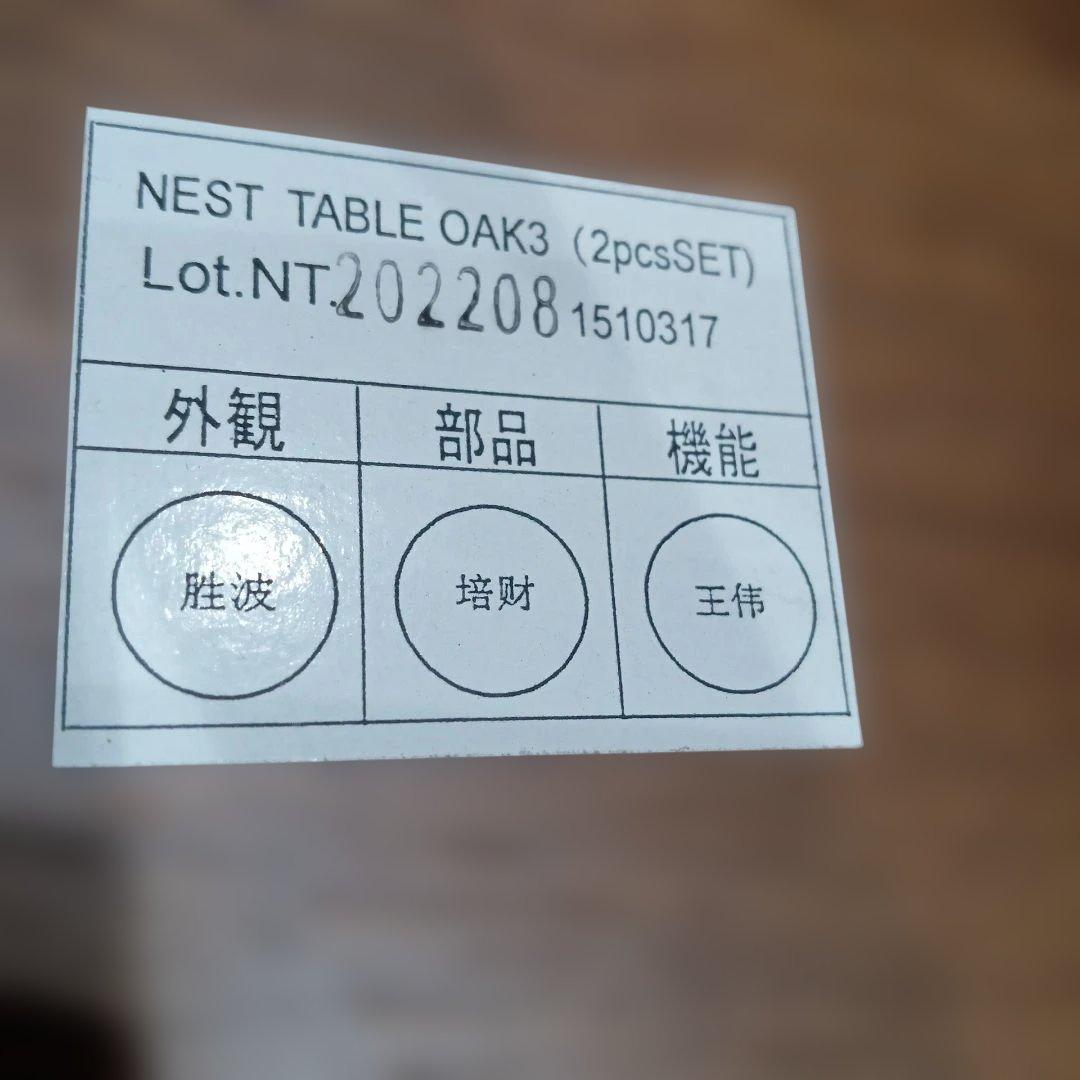 NEST TABLE OAK3 (2pcsSET)
Lot.NT.202208 1510317
外観 部品 機能
胜波 培财 王伟